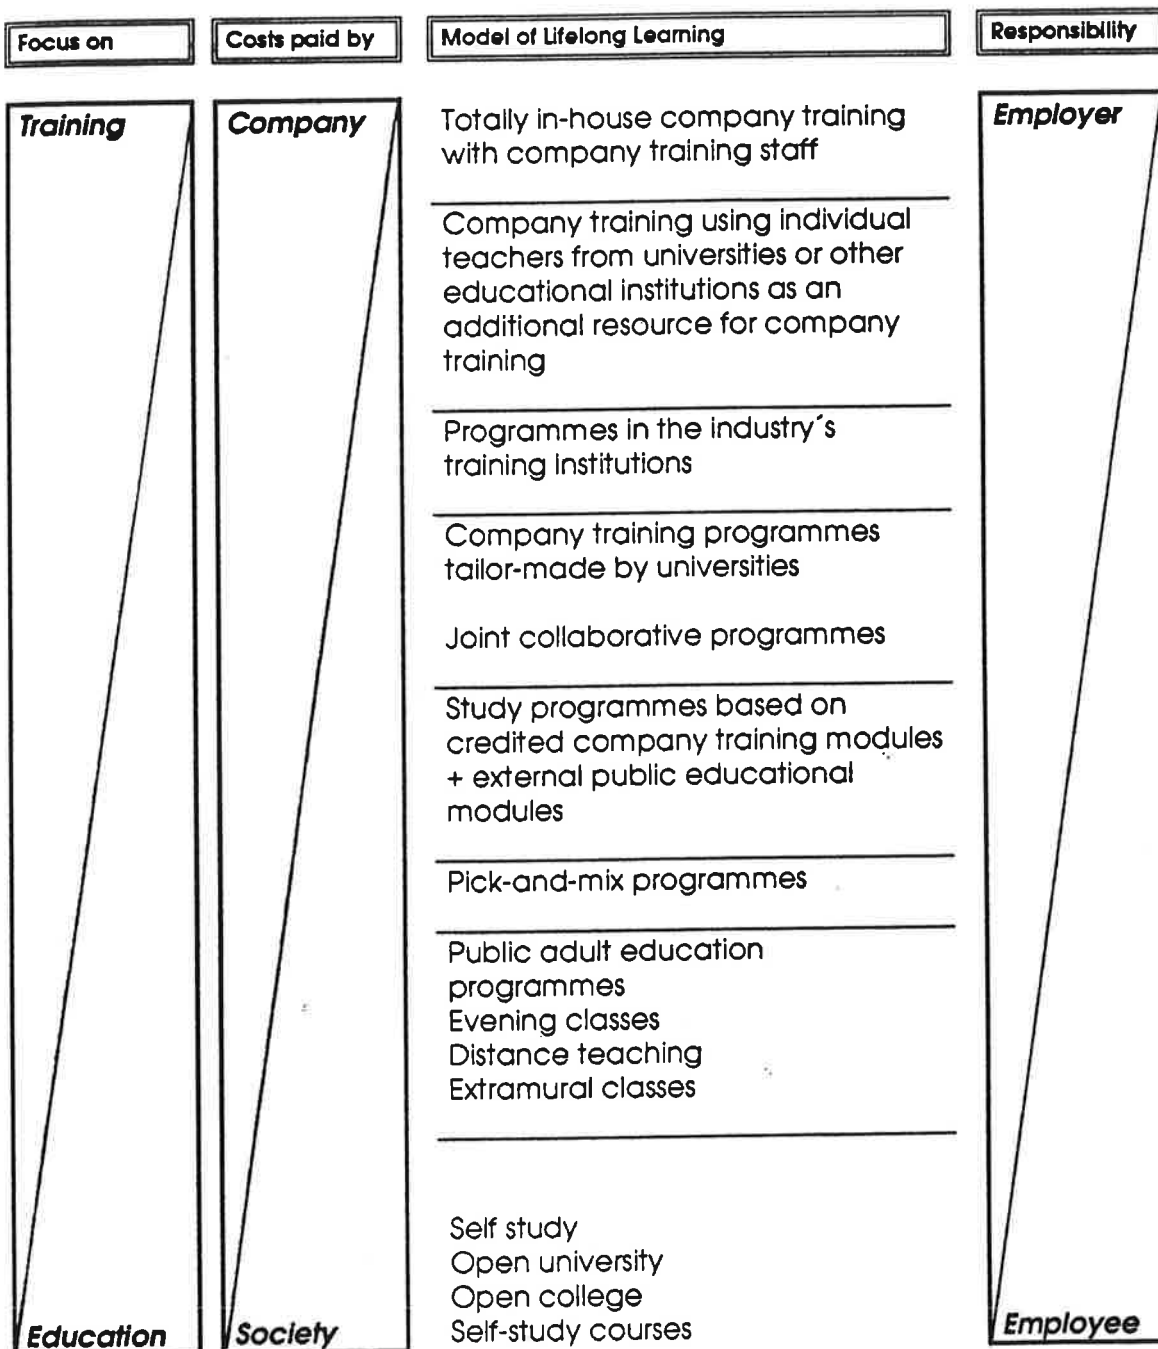 Focus on
Costs paid by
Model of Lifelong Learning
Responsibility
Training
Company
Totally in-house company training
with company training staff
Employer
Company training using individual
teachers from universities or other
educational institutions as an
additional resource for company
training
Programmes in the industry´s
training institutions
Company training programmes
tailor-made by universities
Joint collaborative programmes
Study programmes based on
credited company training modules
+ external public educational
modules
Pick-and-mix programmes
Public adult education
programmes
Evening classes
Distance teaching
Extramural classes
Self study
Open university
Open college
Self-study courses
Education
Society
Employee